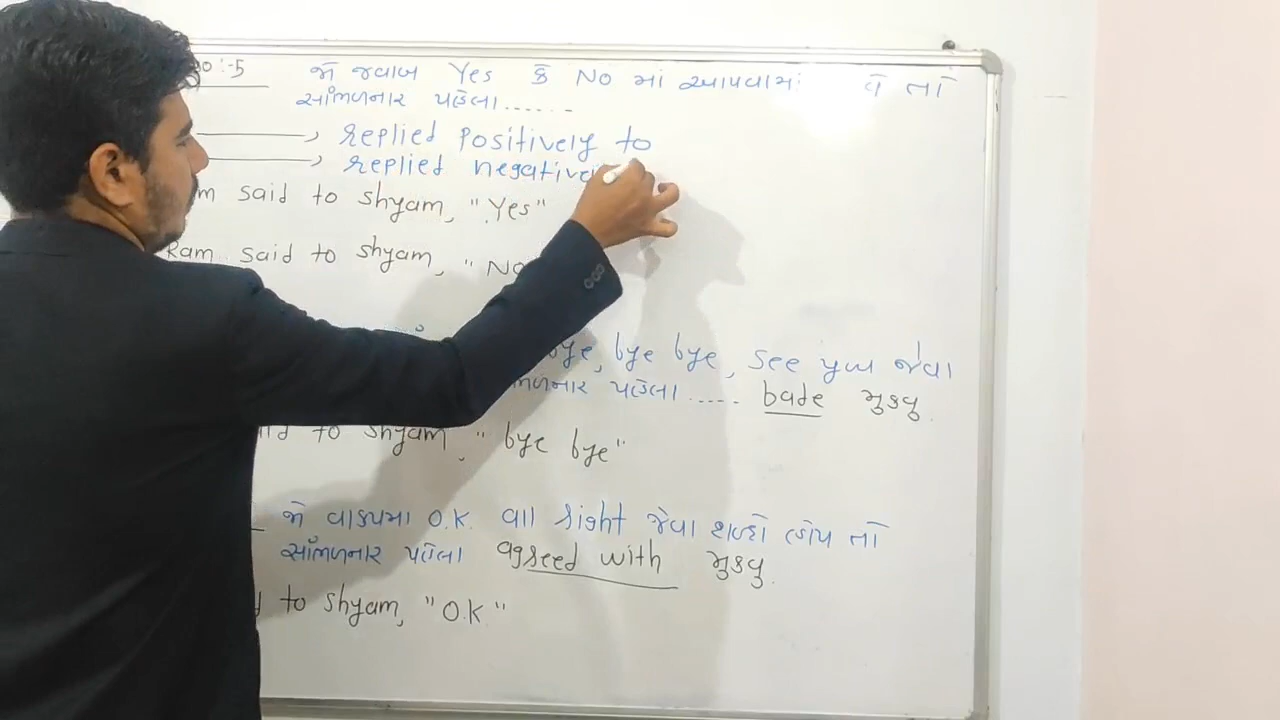 :-5 જો જવાબ Yes કે No માં આપવામાં તો
સાંભળનાર પહેલા......
replied positively to
replied negative
said to shyam, "Yes"
Ram said to shyam, "No
bye, bye bye, see you જેવા
પહેલા ..... bade મુકવુ.
to shyam, "bye bye"
જો વાક્યમાં O.K. all right જેવા શબ્દો હોય તો
સાંભળનાર પહેલા agreed with મુકવુ.
to shyam, "O.K."